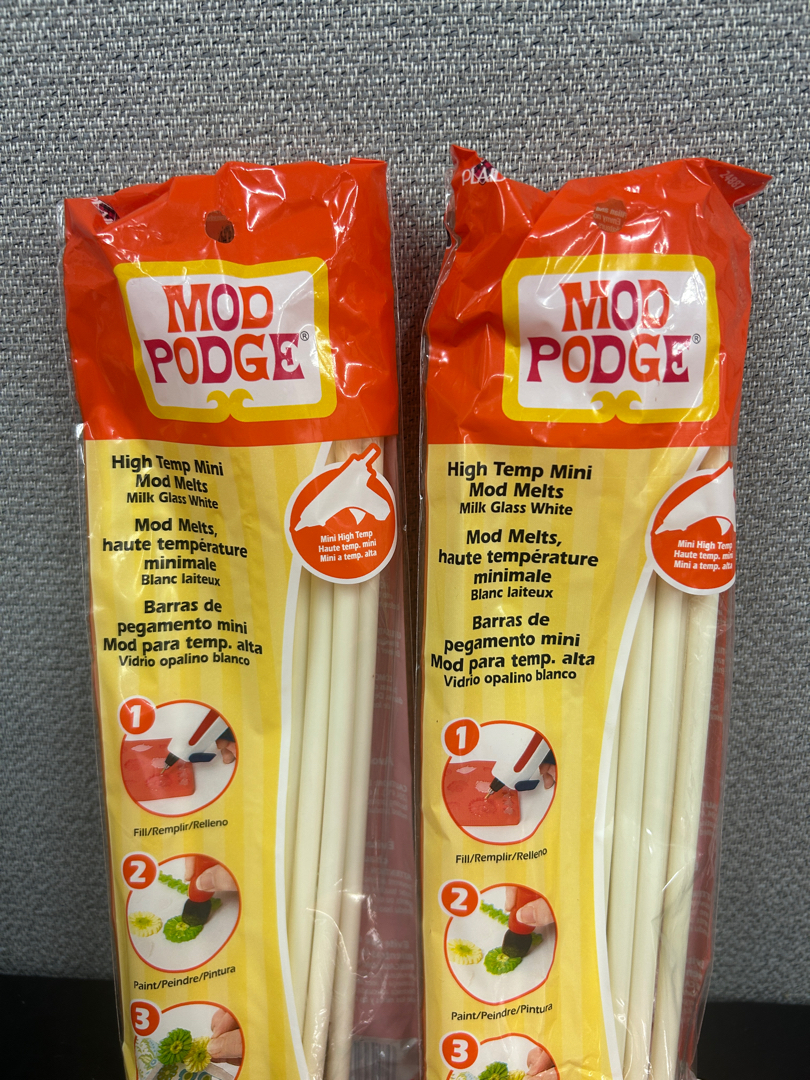 MOD
PODGE®
High Temp Mini
Mod Melts
Milk Glass White
Mod Melts,
haute température
minimale
Blanc laiteux
Barras de
pegamento mini
Mod para temp. alta
Vidrio opalino blanco
Mini High Temp
Haute temp. mini
Mini a temp. alta
1
Fill/Remplir/Relleno
2
Paint/Peindre/Pintura
3
24887
MOD
PODGE®
High Temp Mini
Mod Melts
Milk Glass White
Mod Melts,
haute température
minimale
Blanc laiteux
Barras de
pegamento mini
Mod para temp. alta
Vidrio opalino blanco
Mini High Temp
Haute temp. mini
Mini a temp. alta
1
Fill/Remplir/Relleno
2
Paint/Peindre/Pintura
3